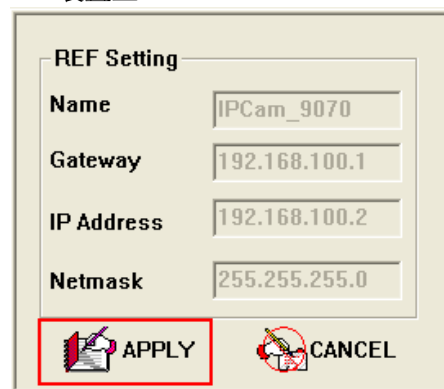 REF Setting
Name IPCam_9070
Gateway 192.168.100.1
IP Address 192.168.100.2
Netmask 255.255.255.0
APPLY CANCEL